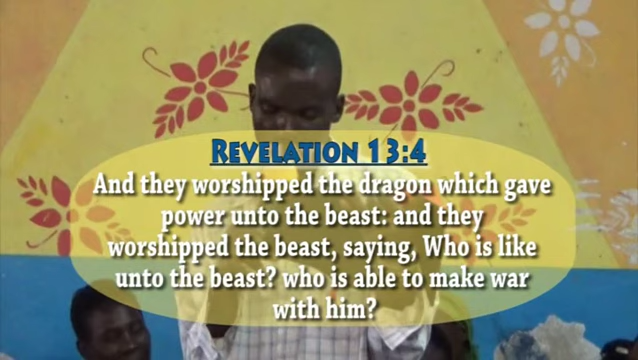 Revelation 13:4
And they worshipped the dragon which gave
power unto the beast: and they
worshipped the beast, saying, Who is like
unto the beast? who is able to make war
with him?